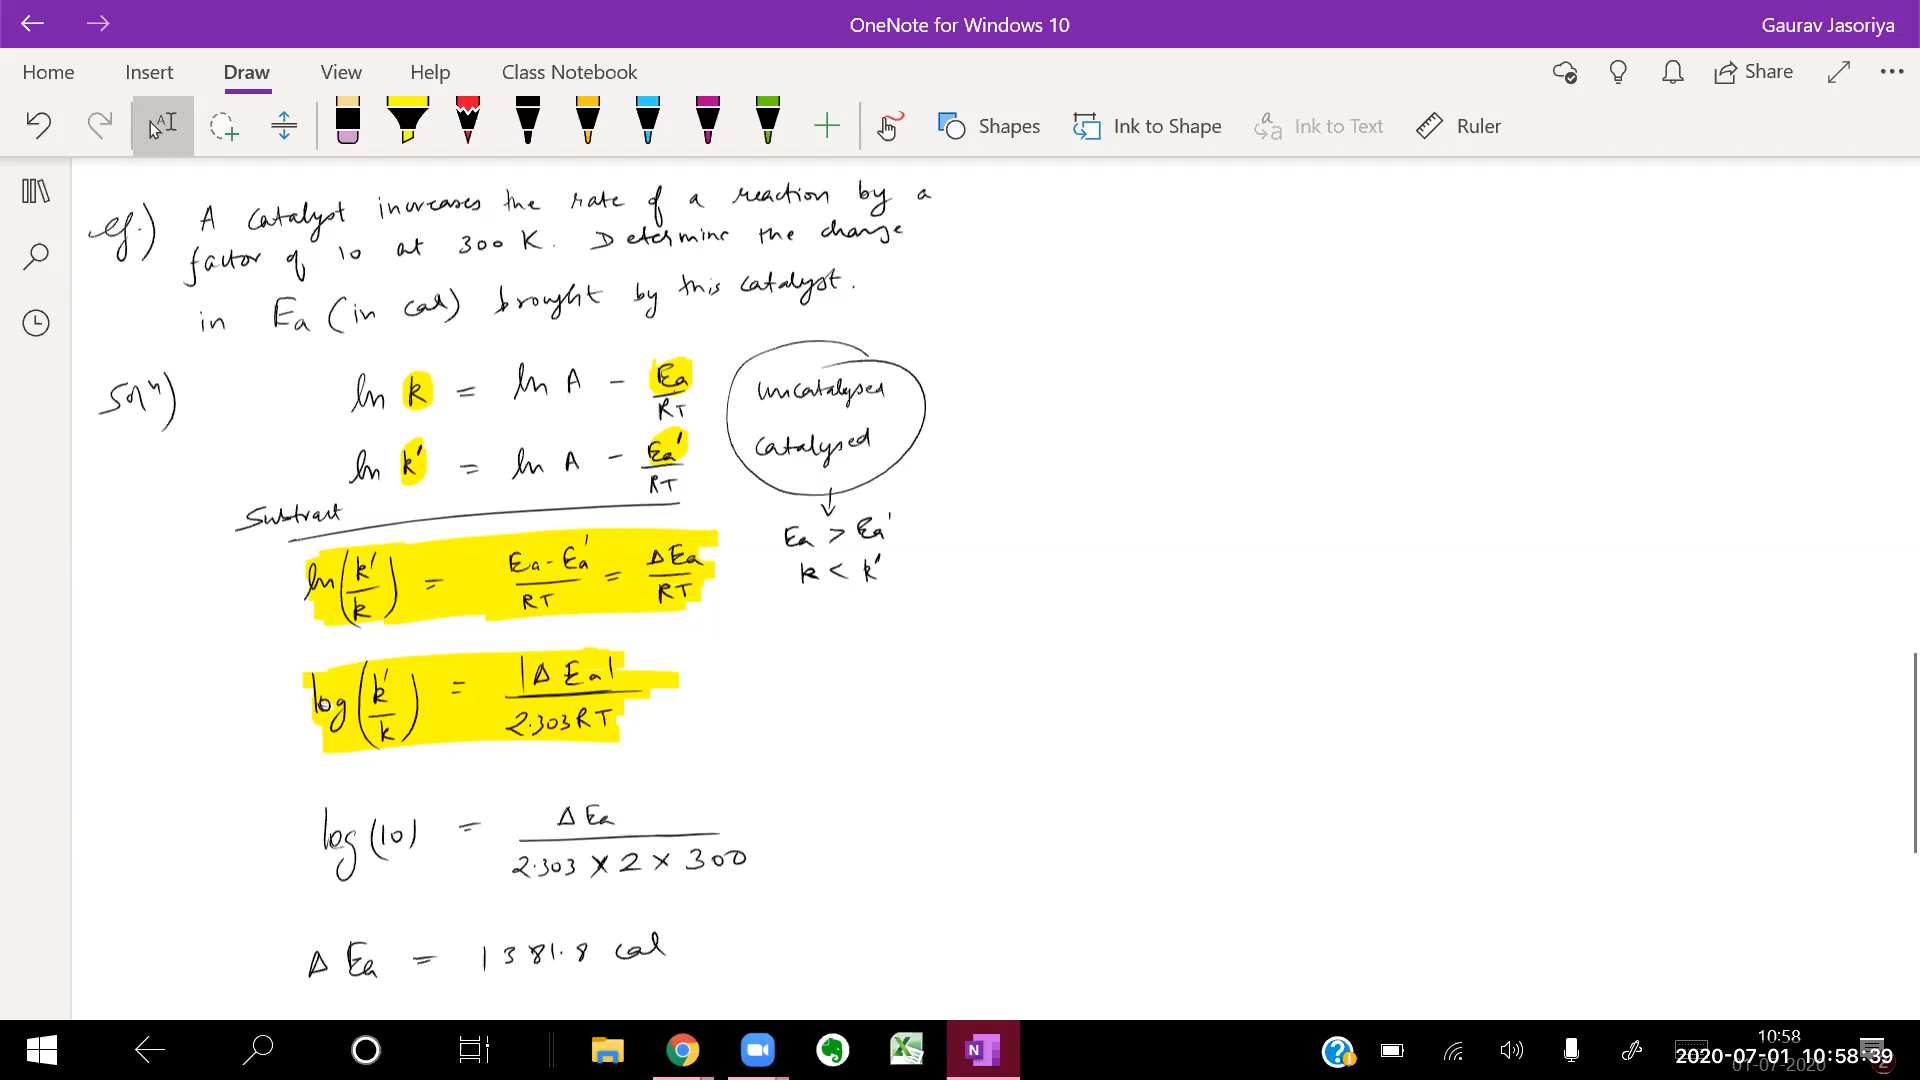 OneNote for Windows 10
Gaurav Jasoriya
Home Insert Draw View Help Class Notebook Share
Shapes Ink to Shape Ink to Text Ruler
eg.) A catalyst increases the rate of a reaction by a
factor of 10 at 300 K. Determine the change
in Ea (in cal) brought by this catalyst.
Solⁿ)
ln k = ln A - Ea/RT uncatalysed
ln k' = ln A - Ea'/RT catalysed
Subtract
Ea > Ea'
k < k'
ln(k'/k) = Ea - Ea'/RT = ΔEa/RT
log(k'/k) = |ΔEa|/2.303RT
log(10) = ΔEa/2.303 × 2 × 300
ΔEa = 1381.8 cal
10:58
2020-07-01 10:58:39
01-07-2020
2